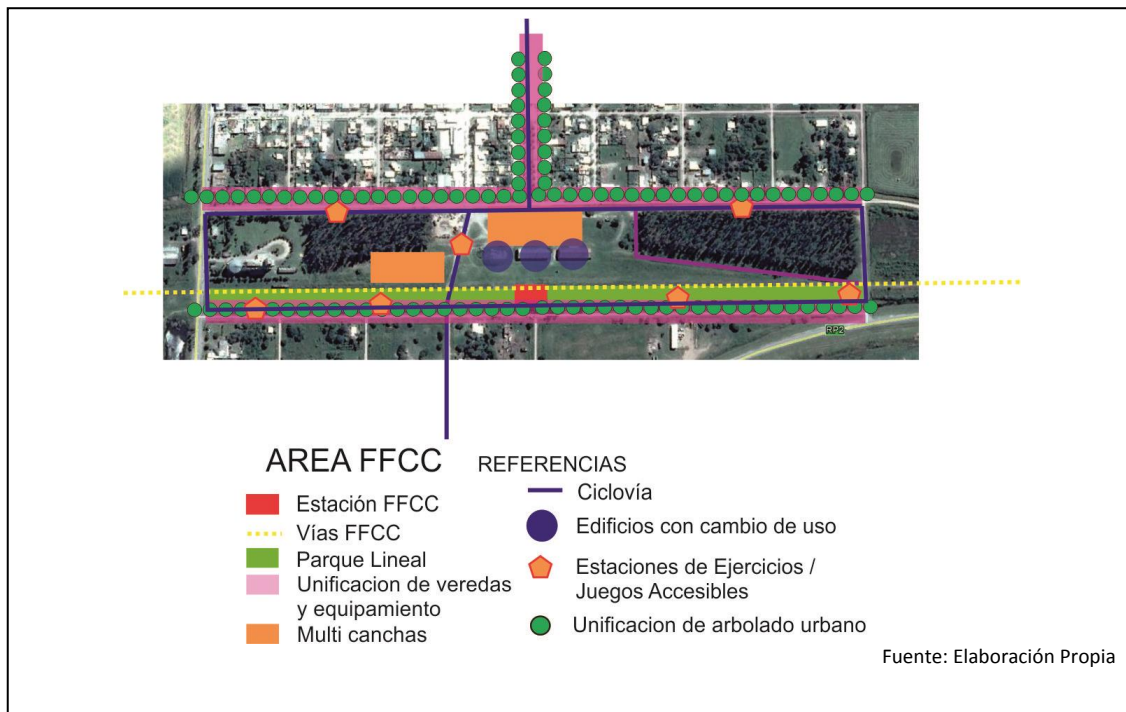 RP2
AREA FFCC
REFERENCIAS
Estación FFCC
Vías FFCC
Parque Lineal
Unificacion de veredas
y equipamiento
Multi canchas
Ciclovía
Edificios con cambio de uso
Estaciones de Ejercicios /
Juegos Accesibles
Unificacion de arbolado urbano
Fuente: Elaboración Propia